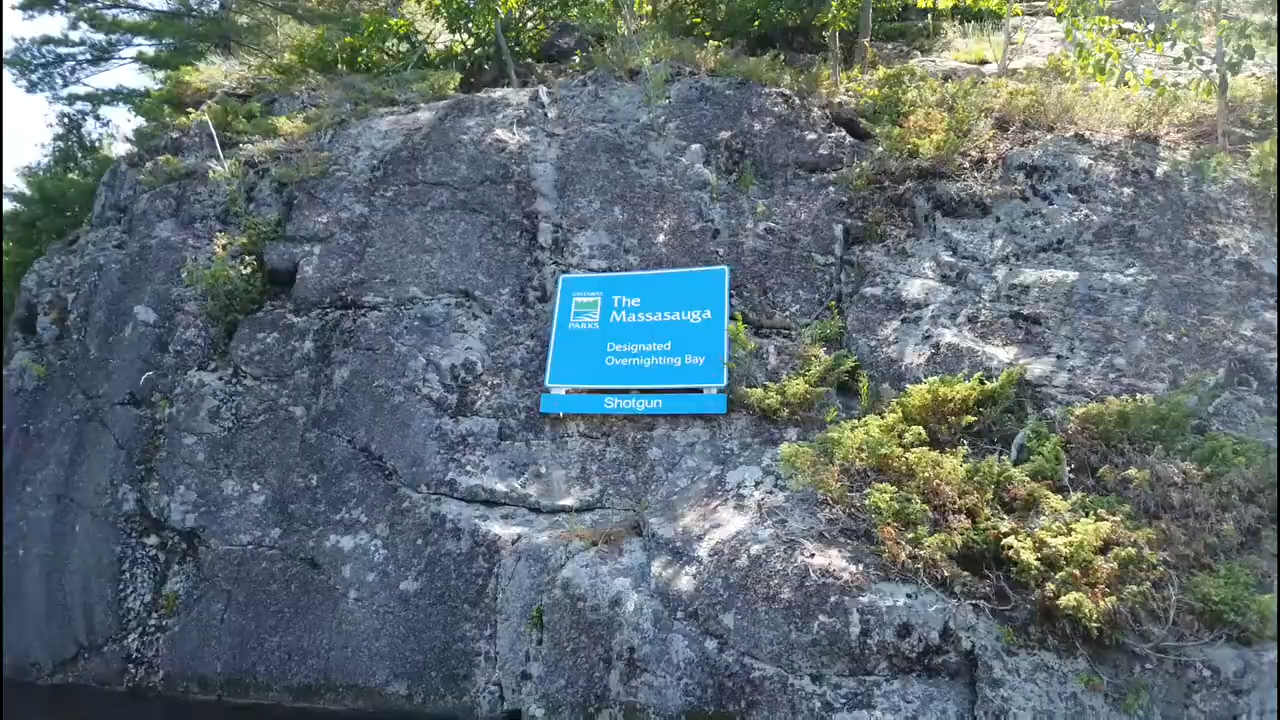 ONTARIO
PARKS
The
Massasauga
Designated
Overnighting Bay
Shotgun